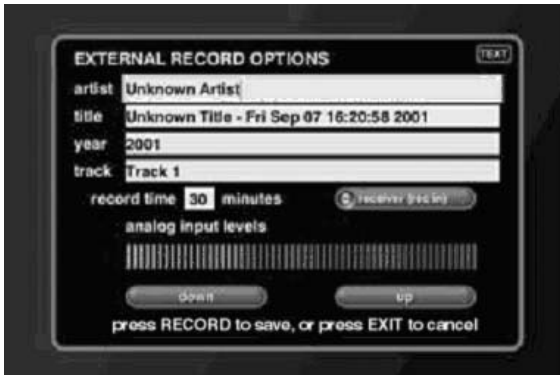 EXTERNAL RECORD OPTIONS TEXT
artist Unknown Artist
title Unknown Title - Fri Sep 07 16:20:58 2001
year 2001
track Track 1
record time 30 minutes receiver (rec in)
analog input levels
down up
press RECORD to save, or press EXIT to cancel